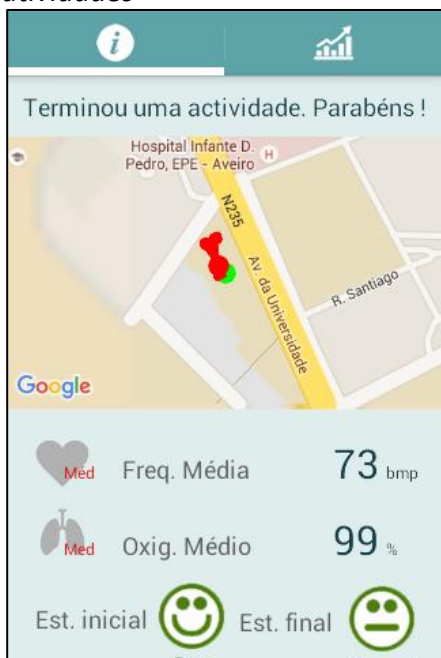 Terminou uma actividade. Parabéns !
Hospital Infante D.
Pedro, EPE - Aveiro
H
N235
Av. da Universidade
R. Santiago
Google
Med Freq. Média 73 bmp
Med Oxig. Médio 99 %
Est. inicial Est. final